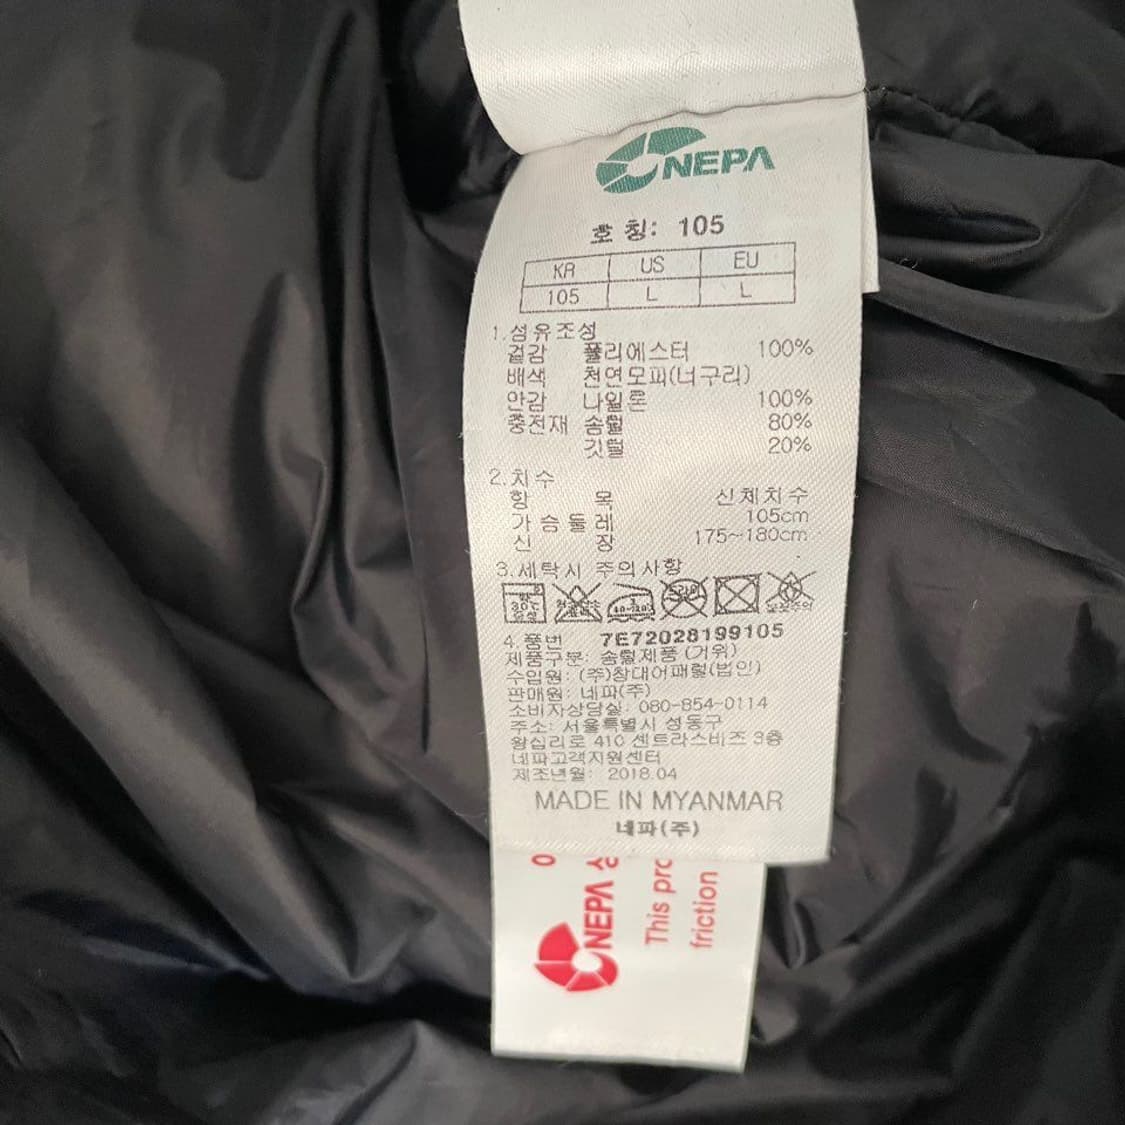 NEPA
호 칭: 105
KR US EU
105 L L
1.섬유조성
겉감 폴리에스터 100%
배색 천연모피(너구리)
안감 나일론 100%
충전재 솜털 80%
깃털 20%
2.치수
항 목 신체치수
가슴둘레 105cm
신 장 175~180cm
3.세탁시 주의사항
30℃
드라이
4.품번 7E72028199105
제품구분: 솜털제품(거위)
수입원: (주)창대어패럴(법인)
판매원: 네파(주)
소비자상담실: 080-854-0114
주소: 서울특별시 성동구
왕십리로 410 센트라스비즈 3층
네파고객지원센터
제조년월: 2018.04
MADE IN MYANMAR
네파(주)
0
NEPA
This pro
friction